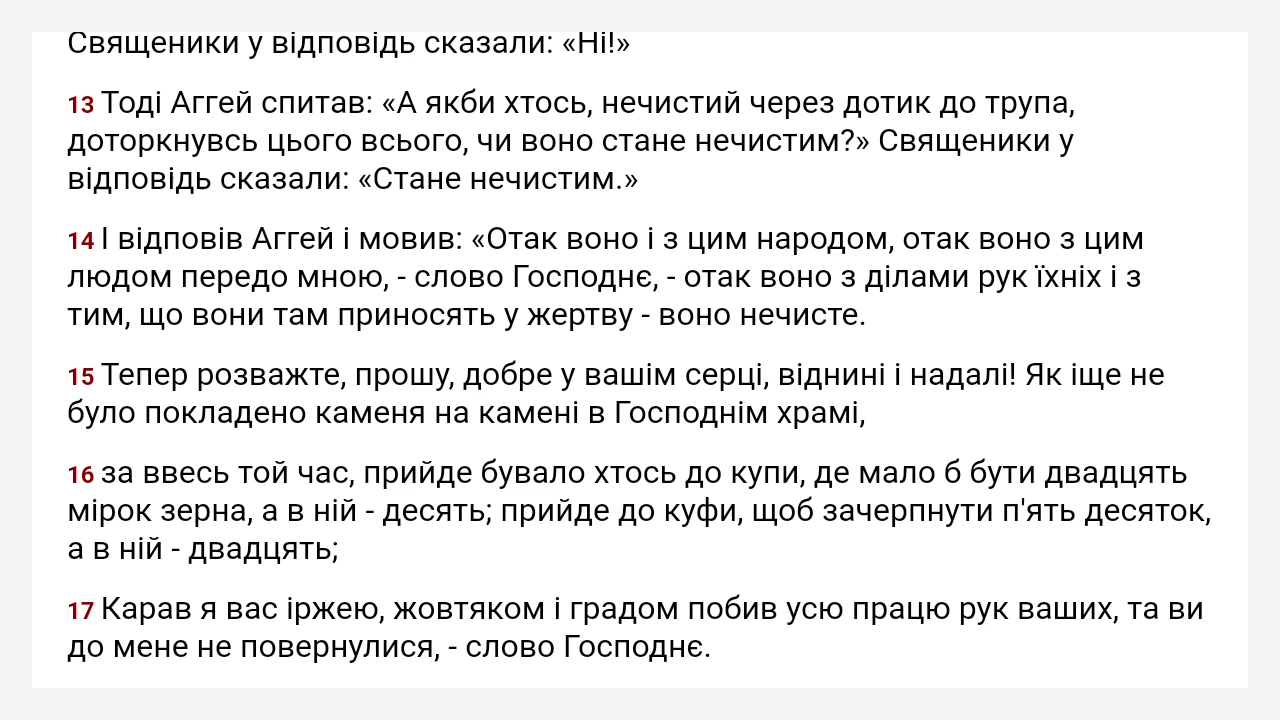 Священики у відповідь сказали: «Ні!»
13 Тоді Аггей спитав: «А якби хтось, нечистий через дотик до трупа,
доторкнувсь цього всього, чи воно стане нечистим?» Священики у
відповідь сказали: «Стане нечистим.»
14 І відповів Аггей і мовив: «Отак воно і з цим народом, отак воно з цим
людом передо мною, - слово Господнє, - отак воно з ділами рук їхніх і з
тим, що вони там приносять у жертву - воно нечисте.
15 Тепер розважте, прошу, добре у вашім серці, віднині і надалі! Як іще не
було покладено каменя на камені в Господнім храмі,
16 за ввесь той час, прийде бувало хтось до купи, де мало б бути двадцять
мірок зерна, а в ній - десять; прийде до куфи, щоб зачерпнути п'ять десяток,
а в ній - двадцять;
17 Карав я вас іржею, жовтяком і градом побив усю працю рук ваших, та ви
до мене не повернулися, - слово Господнє.